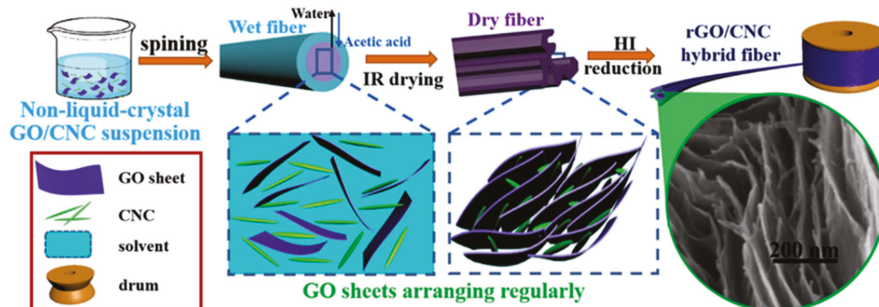 spining
Wet fiber
Water
Acetic acid
IR drying
Dry fiber
HI
reduction
rGO/CNC
hybrid fiber
Non-liquid-crystal
GO/CNC suspension
GO sheet
CNC
solvent
drum
200 nm
GO sheets arranging regularly